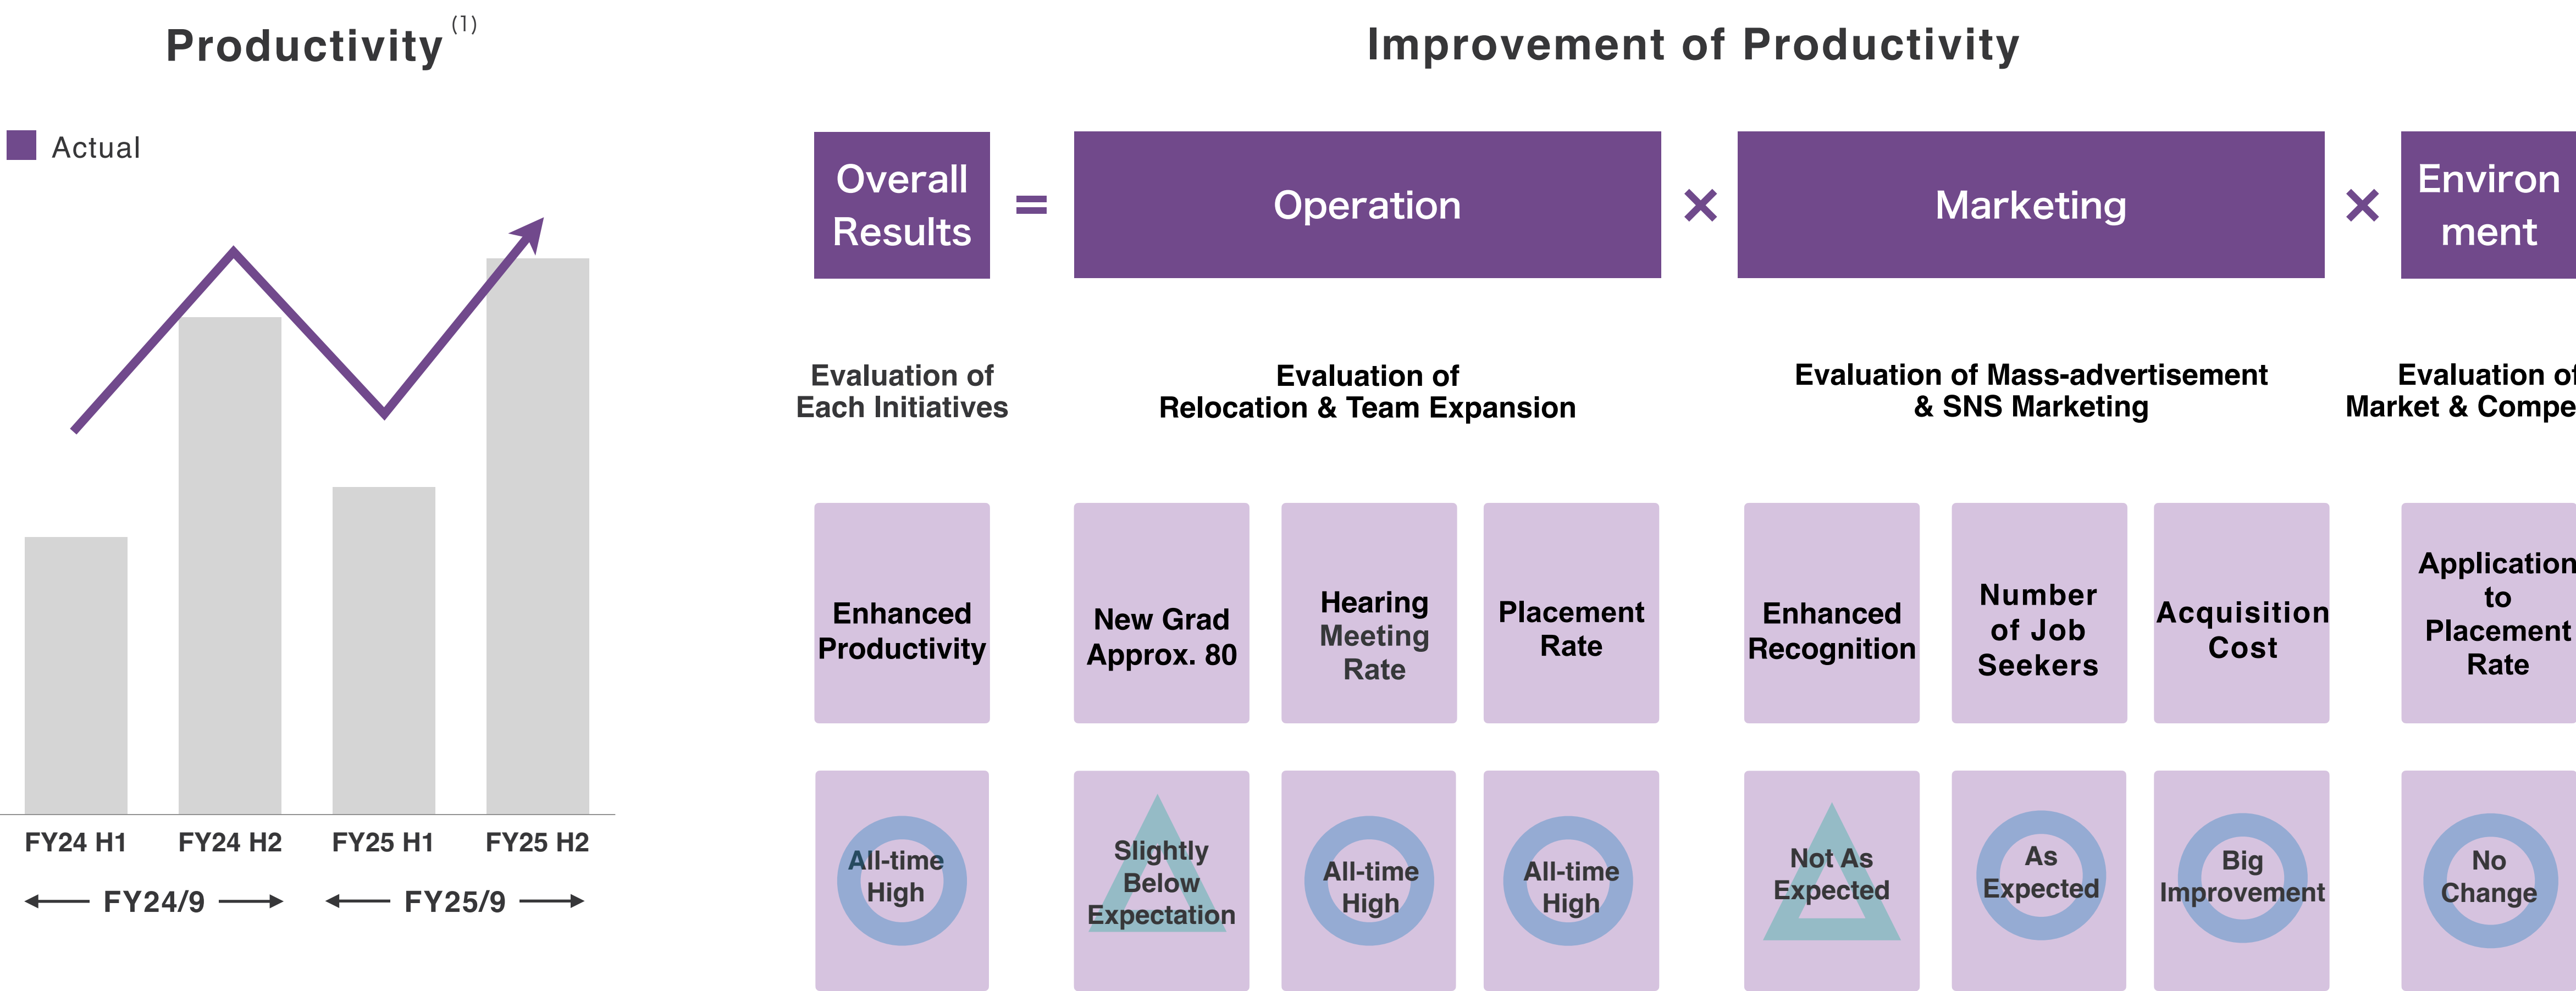 Productivity (1)
Actual
FY24 H1 FY24 H2 FY25 H1 FY25 H2
FY24/9 FY25/9
Improvement of Productivity
Overall
Results
=
Operation
×
Marketing
×
Environ
ment
Evaluation of
Each Initiatives
Evaluation of
Relocation & Team Expansion
Evaluation of Mass-advertisement
& SNS Marketing
Evaluation of
Market & Compe
Enhanced
Productivity
New Grad
Approx. 80
Hearing
Meeting
Rate
Placement
Rate
Enhanced
Recognition
Number
of Job
Seekers
Acquisition
Cost
Application
to
Placement
Rate
All-time
High
Slightly
Below
Expectation
All-time
High
All-time
High
Not As
Expected
As
Expected
Big
Improvement
No
Change